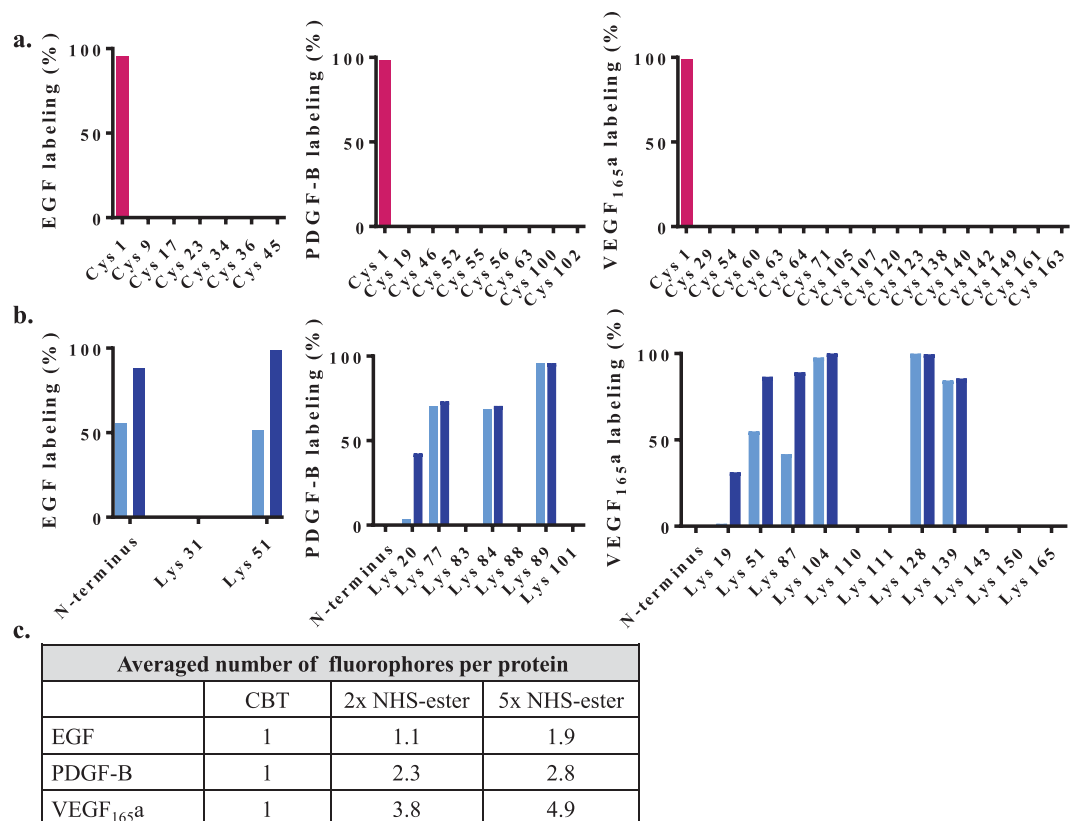 a.
EGF labeling (%)
100
50
0
Cys 1
Cys 9
Cys 17
Cys 23
Cys 34
Cys 36
Cys 45
PDGF-B labeling (%)
100
50
0
Cys 1
Cys 19
Cys 46
Cys 52
Cys 55
Cys 56
Cys 63
Cys 100
Cys 102
VEGF165a labeling (%)
100
50
0
Cys 1
Cys 29
Cys 54
Cys 60
Cys 63
Cys 64
Cys 71
Cys 105
Cys 107
Cys 120
Cys 123
Cys 138
Cys 140
Cys 142
Cys 149
Cys 161
Cys 163
b.
EGF labeling (%)
100
50
0
N-terminus
Lys 31
Lys 51
PDGF-B labeling (%)
100
50
0
N-terminus
Lys 20
Lys 77
Lys 83
Lys 84
Lys 88
Lys 89
Lys 101
VEGF165a labeling (%)
100
50
0
N-terminus
Lys 19
Lys 51
Lys 87
Lys 104
Lys 110
Lys 111
Lys 128
Lys 139
Lys 143
Lys 150
Lys 165
c.
Averaged number of fluorophores per protein
CBT 2x NHS-ester 5x NHS-ester
EGF 1 1.1 1.9
PDGF-B 1 2.3 2.8
VEGF165a 1 3.8 4.9